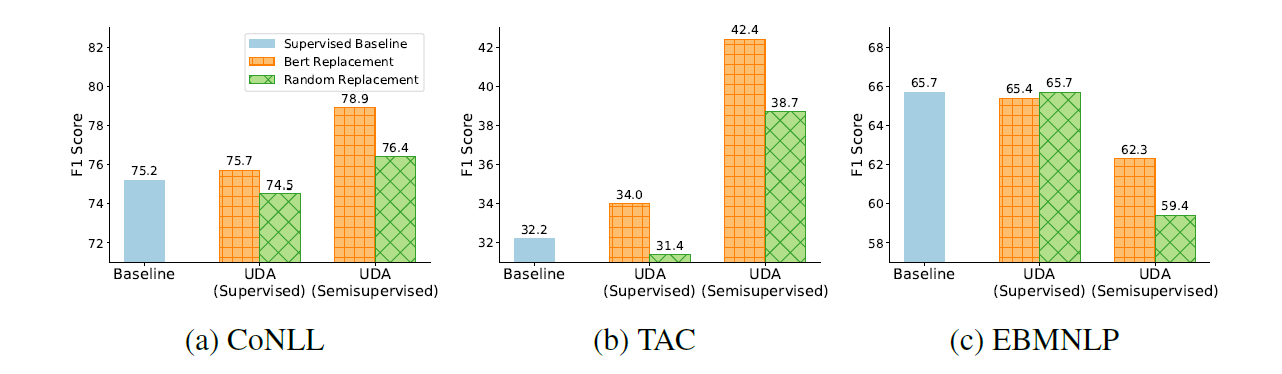 F1 Score
82
80
78
76
74
72
Supervised Baseline
Bert Replacement
Random Replacement
75.2
75.7
74.5
78.9
76.4
Baseline
UDA
(Supervised)
UDA
(Semisupervised)
(a) CoNLL
F1 Score
42
40
38
36
34
32
32.2
34.0
31.4
42.4
38.7
Baseline
UDA
(Supervised)
UDA
(Semisupervised)
(b) TAC
F1 Score
68
66
64
62
60
58
65.7
65.4
65.7
62.3
59.4
Baseline
UDA
(Supervised)
UDA
(Semisupervised)
(c) EBMNLP